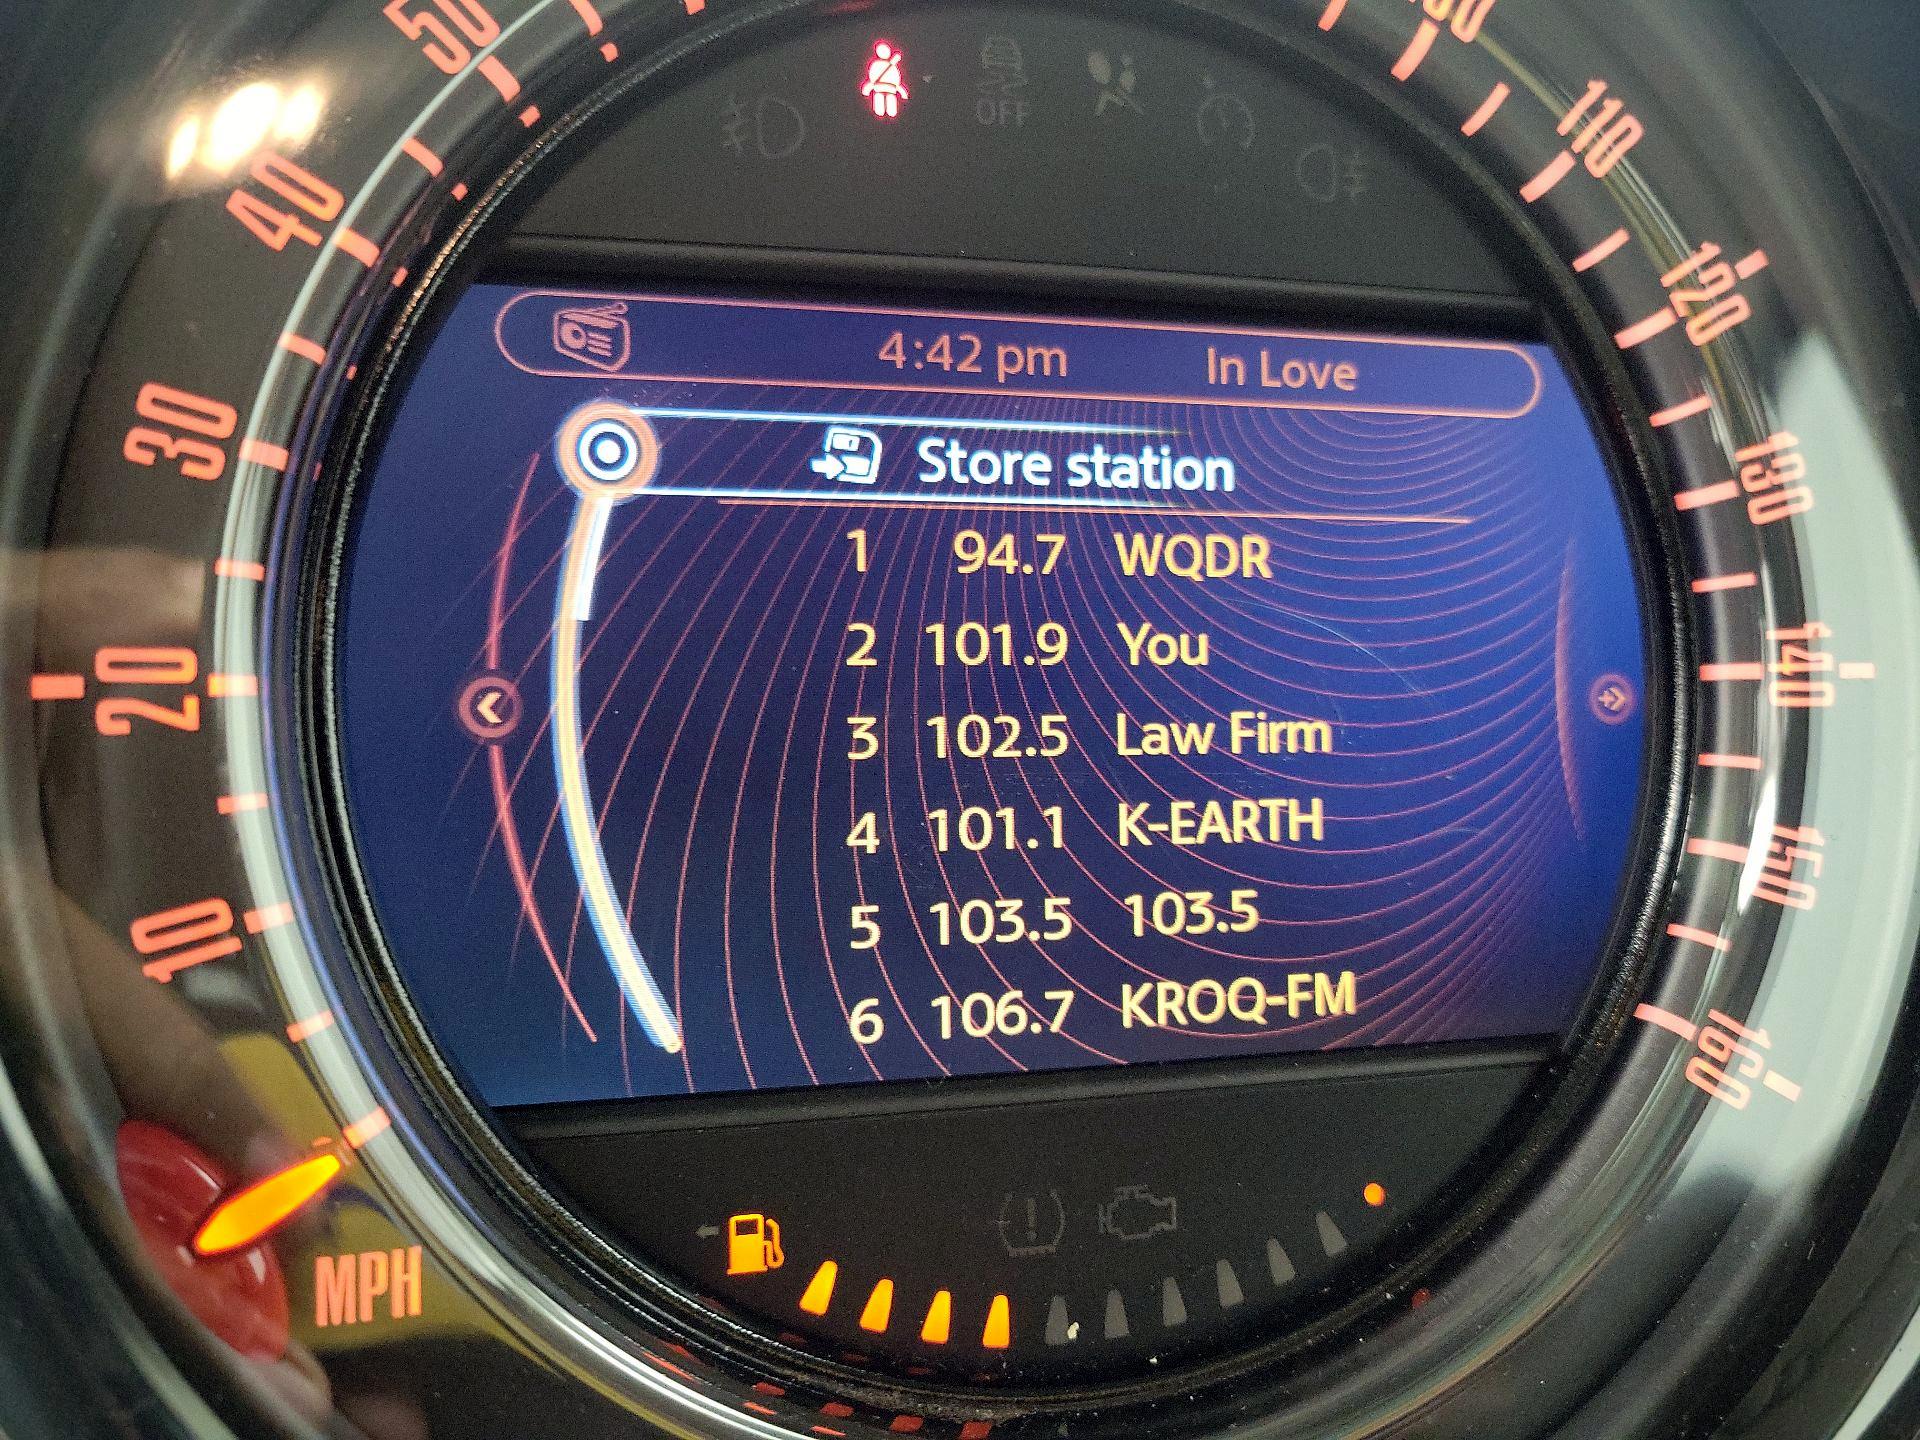 50
110
40
OFF
120
4:42 pm In Love
30
Store station
130
1 94.7 WQDR
2 101.9 You
20
140
3 102.5 Law Firm
4 101.1 K-EARTH
150
10
5 103.5 103.5
6 106.7 KROQ-FM
160
MPH